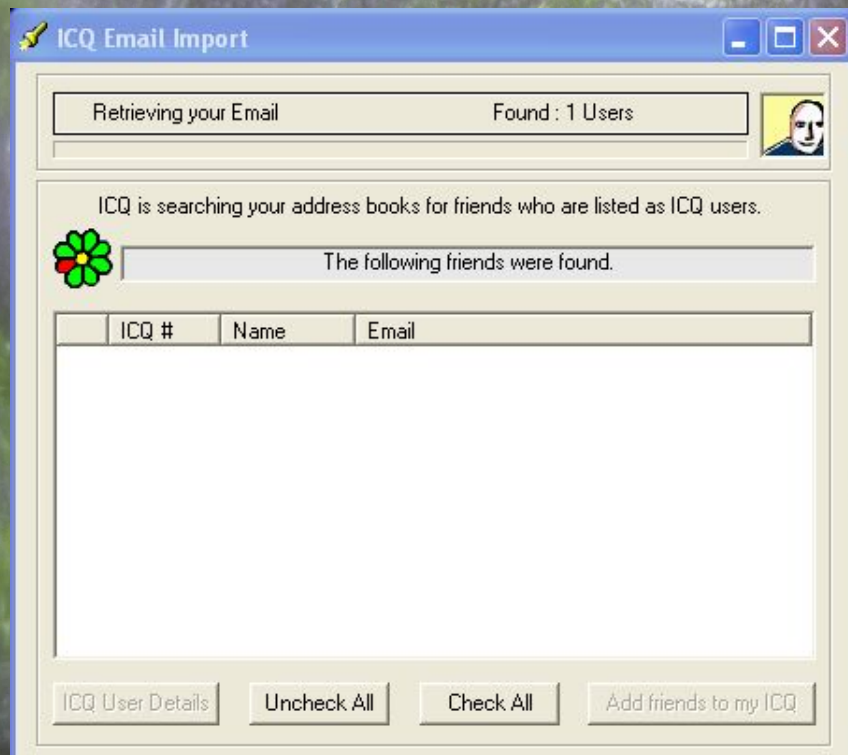 ICQ Email Import
Retrieving your Email Found : 1 Users
ICQ is searching your address books for friends who are listed as ICQ users.
The following friends were found.
ICQ # Name Email
ICQ User Details Uncheck All Check All Add friends to my ICQ